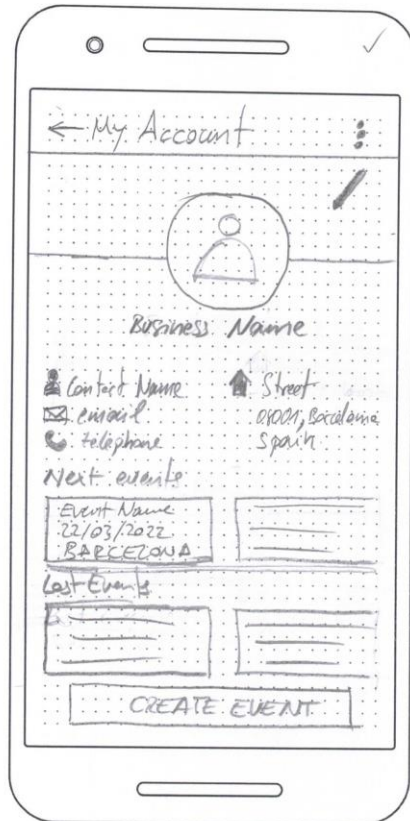 ← My Account
Business Name
Contact Name
email
telephone
Street
08001, Barcelona
Spain
Next events
Event Name
22/03/2022
BARCELONA
Last Events
CREATE EVENT